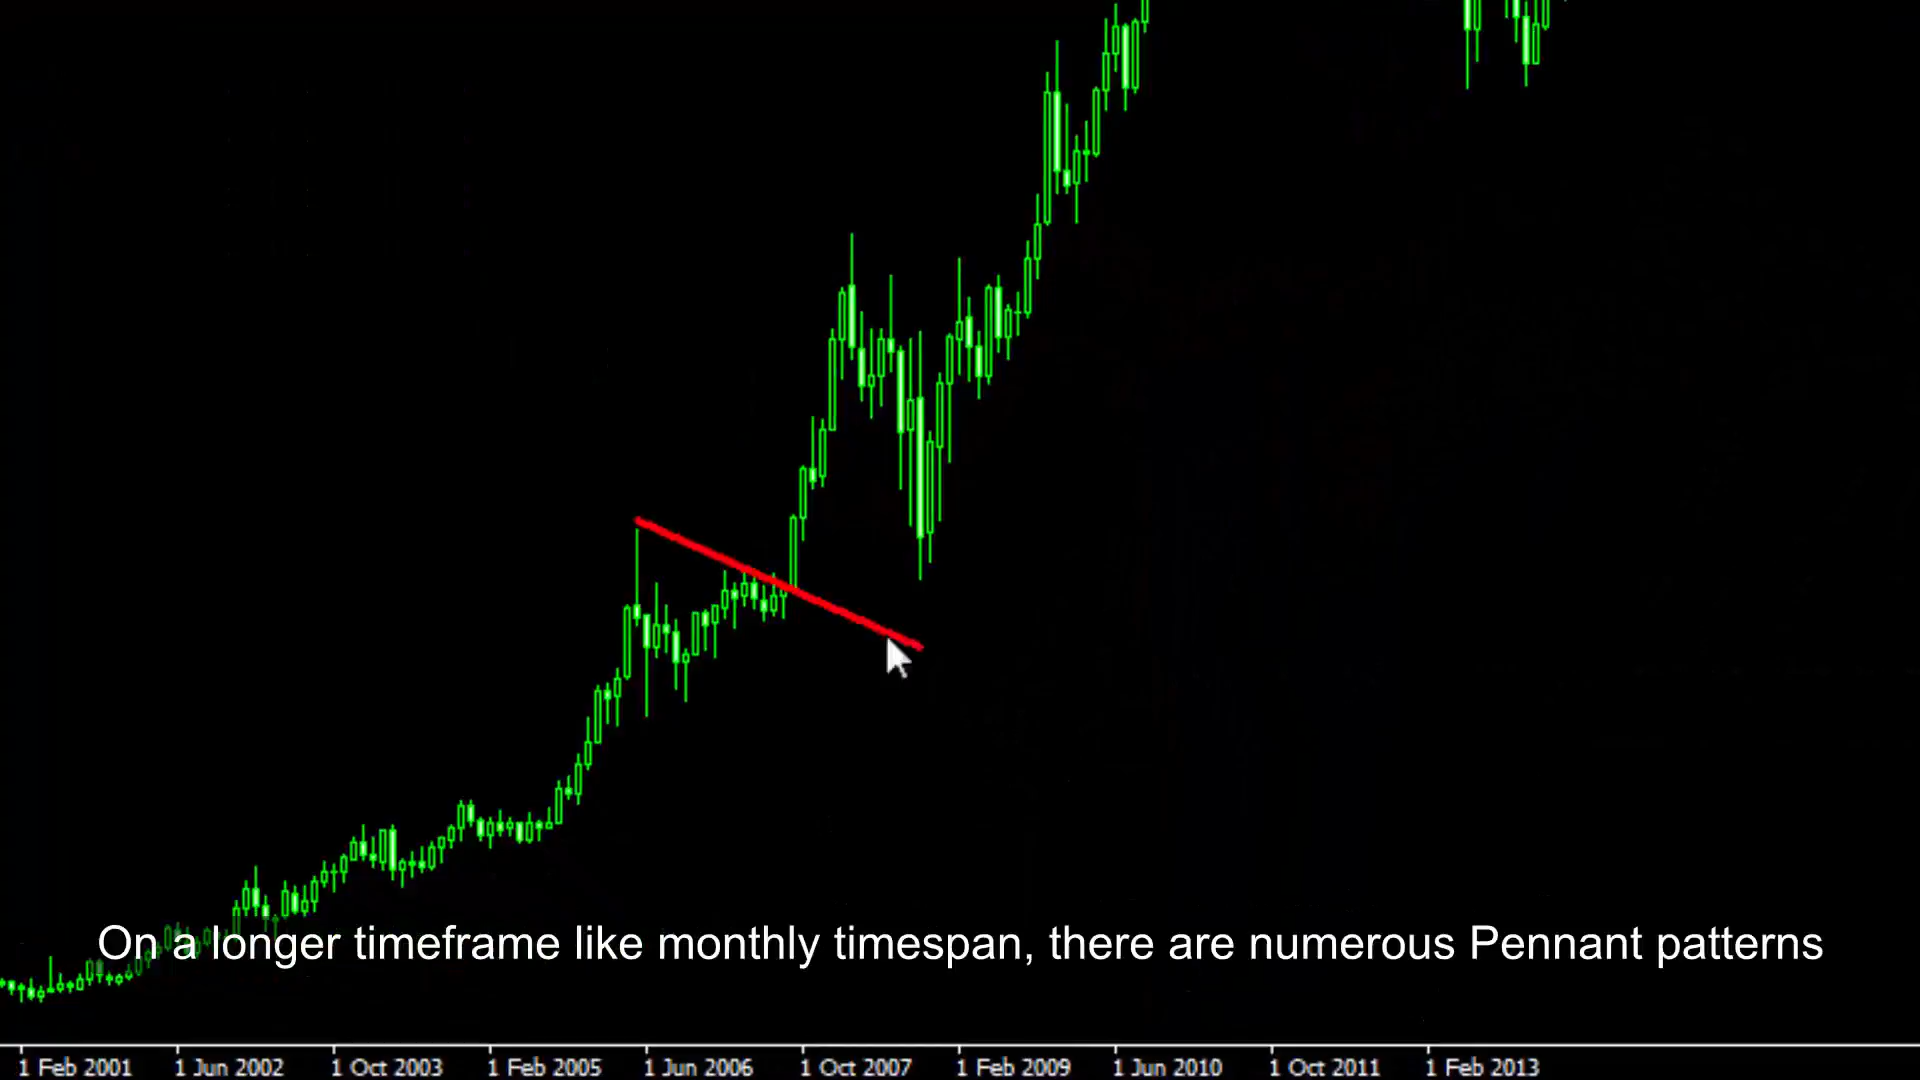 On a longer timeframe like monthly timespan, there are numerous Pennant patterns
1 Feb 2001 1 Jun 2002 1 Oct 2003 1 Feb 2005 1 Jun 2006 1 Oct 2007 1 Feb 2009 1 Jun 2010 1 Oct 2011 1 Feb 2013